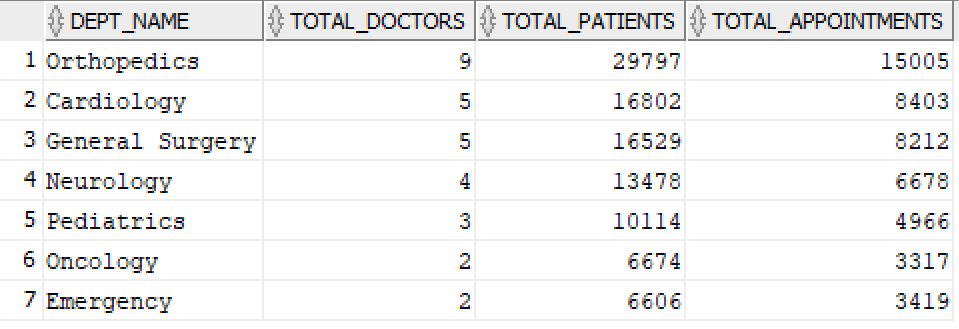 DEPT_NAME TOTAL_DOCTORS TOTAL_PATIENTS TOTAL_APPOINTMENTS
1 Orthopedics 9 29797 15005
2 Cardiology 5 16802 8403
3 General Surgery 5 16529 8212
4 Neurology 4 13478 6678
5 Pediatrics 3 10114 4966
6 Oncology 2 6674 3317
7 Emergency 2 6606 3419